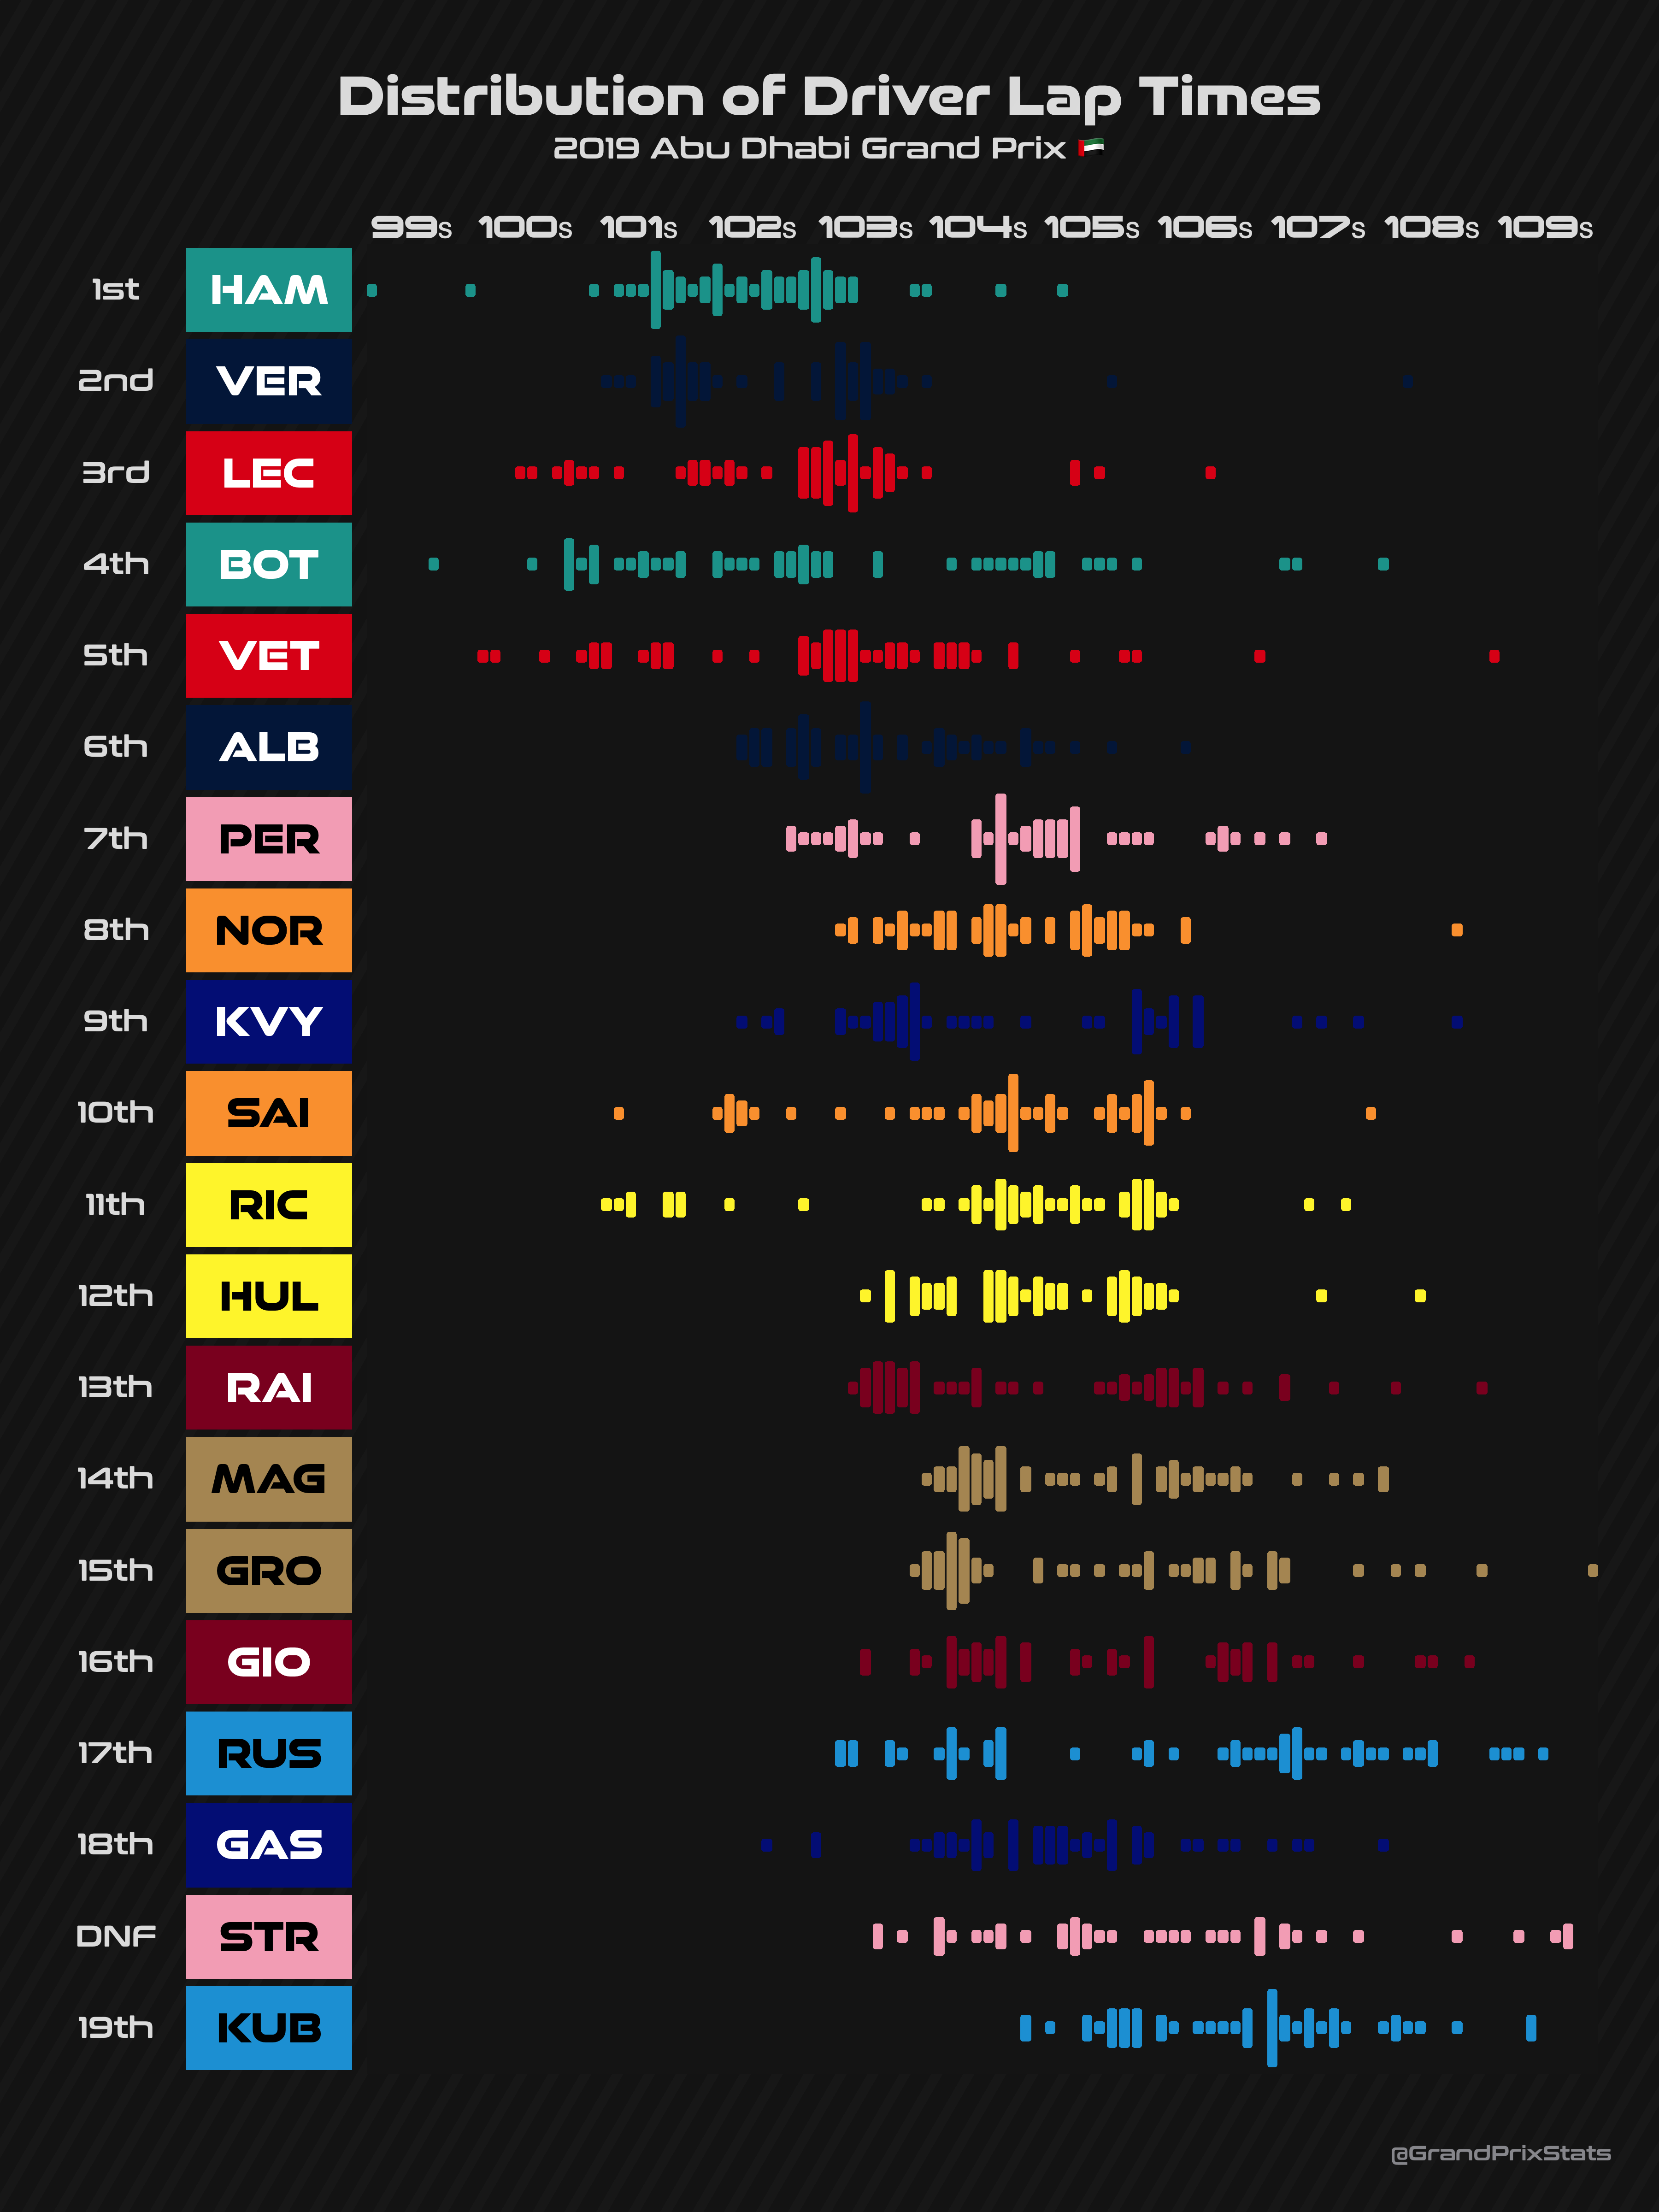 Distribution of Driver Lap Times
2019 Abu Dhabi Grand Prix 🇦🇪
99s 100s 101s 102s 103s 104s 105s 106s 107s 108s 109s
1st HAM
2nd VER
3rd LEC
4th BOT
5th VET
6th ALB
7th PER
8th NOR
9th KVY
10th SAI
11th RIC
12th HUL
13th RAI
14th MAG
15th GRO
16th GIO
17th RUS
18th GAS
DNF STR
19th KUB
@GrandPrixStats